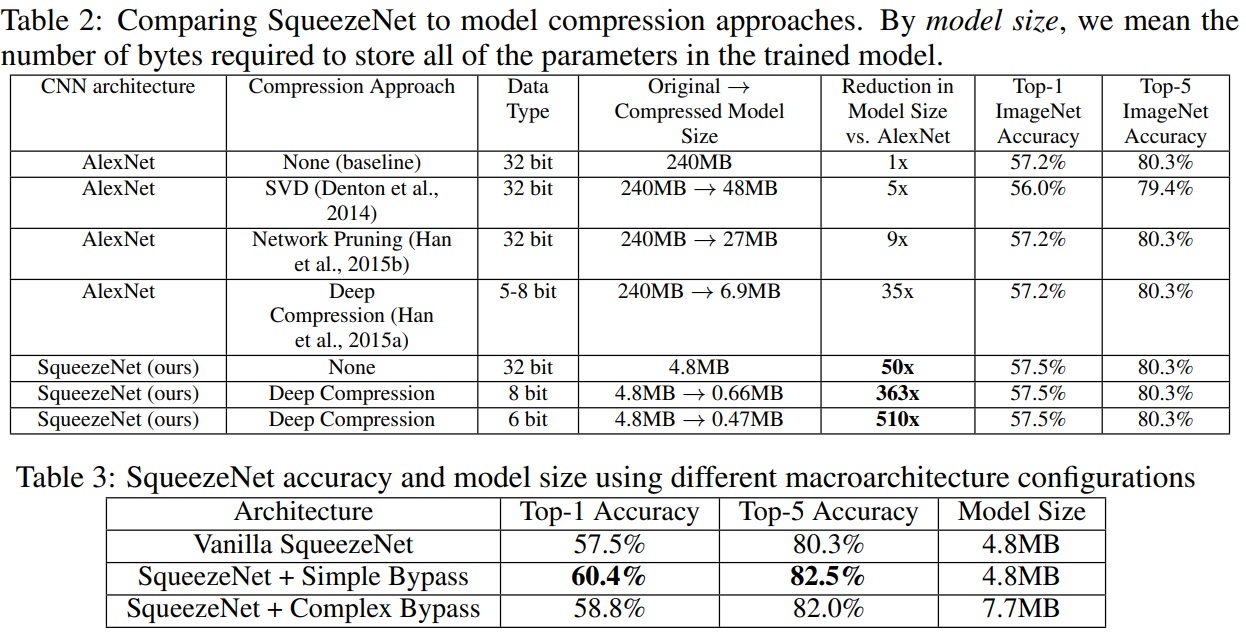 Table 2: Comparing SqueezeNet to model compression approaches. By model size, we mean the
number of bytes required to store all of the parameters in the trained model.
CNN architecture | Compression Approach | Data Type | Original → Compressed Model Size | Reduction in Model Size vs. AlexNet | Top-1 ImageNet Accuracy | Top-5 ImageNet Accuracy
AlexNet | None (baseline) | 32 bit | 240MB | 1x | 57.2% | 80.3%
AlexNet | SVD (Denton et al., 2014) | 32 bit | 240MB → 48MB | 5x | 56.0% | 79.4%
AlexNet | Network Pruning (Han et al., 2015b) | 32 bit | 240MB → 27MB | 9x | 57.2% | 80.3%
AlexNet | Deep Compression (Han et al., 2015a) | 5-8 bit | 240MB → 6.9MB | 35x | 57.2% | 80.3%
SqueezeNet (ours) | None | 32 bit | 4.8MB | 50x | 57.5% | 80.3%
SqueezeNet (ours) | Deep Compression | 8 bit | 4.8MB → 0.66MB | 363x | 57.5% | 80.3%
SqueezeNet (ours) | Deep Compression | 6 bit | 4.8MB → 0.47MB | 510x | 57.5% | 80.3%
Table 3: SqueezeNet accuracy and model size using different macroarchitecture configurations
Architecture | Top-1 Accuracy | Top-5 Accuracy | Model Size
Vanilla SqueezeNet | 57.5% | 80.3% | 4.8MB
SqueezeNet + Simple Bypass | 60.4% | 82.5% | 4.8MB
SqueezeNet + Complex Bypass | 58.8% | 82.0% | 7.7MB